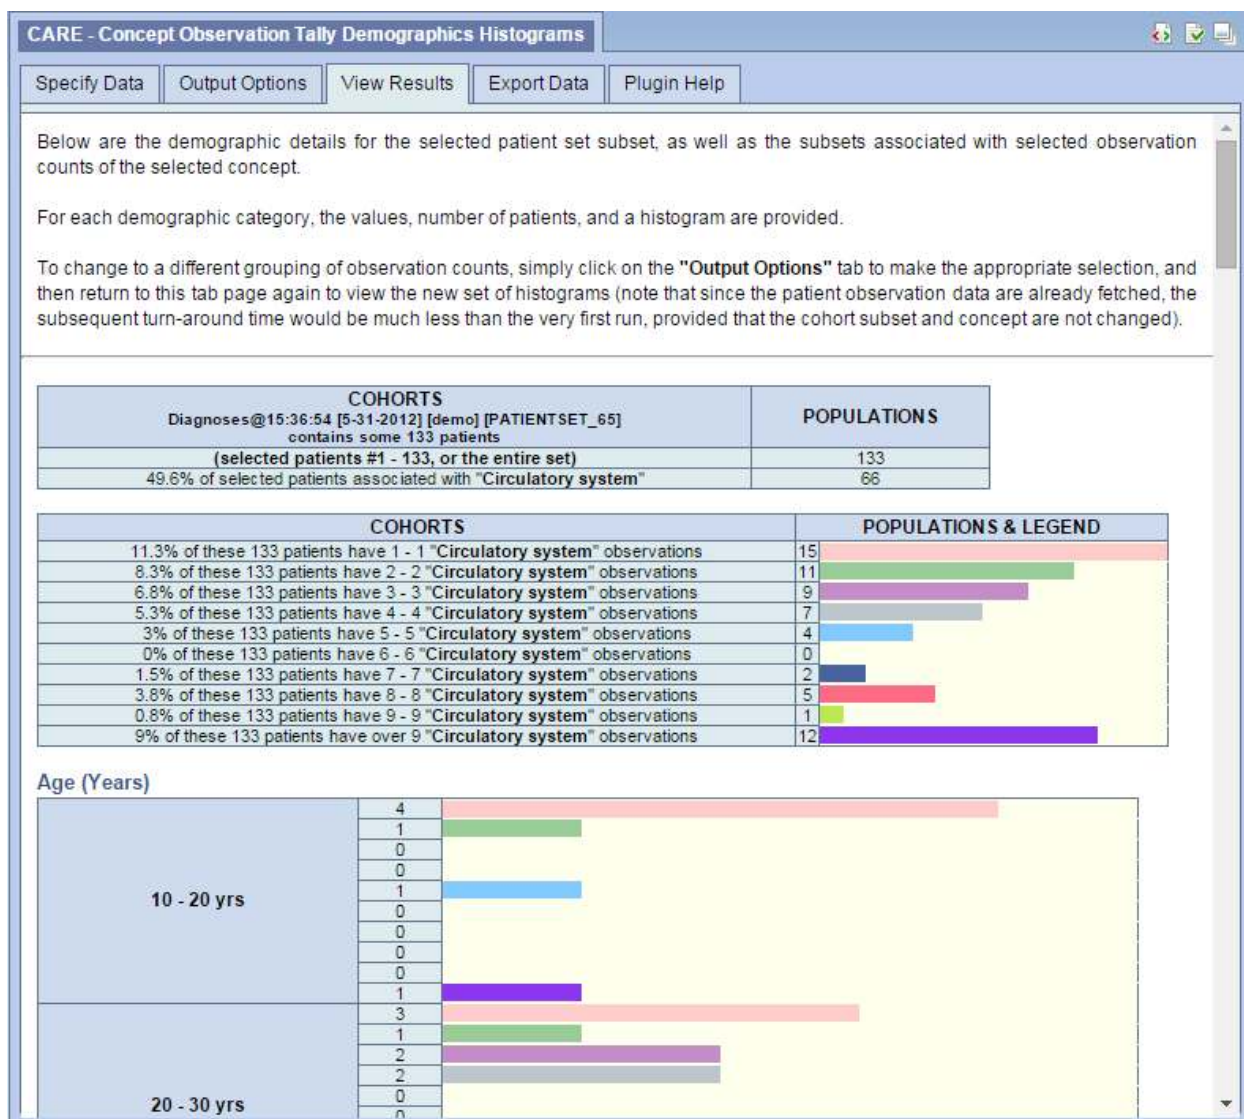 CARE - Concept Observation Tally Demographics Histograms
Specify Data Output Options View Results Export Data Plugin Help
Below are the demographic details for the selected patient set subset, as well as the subsets associated with selected observation
counts of the selected concept.
For each demographic category, the values, number of patients, and a histogram are provided.
To change to a different grouping of observation counts, simply click on the "Output Options" tab to make the appropriate selection, and
then return to this tab page again to view the new set of histograms (note that since the patient observation data are already fetched, the
subsequent turn-around time would be much less than the very first run, provided that the cohort subset and concept are not changed).
COHORTS
Diagnoses@15:36:54 [5-31-2012] [demo] [PATIENTSET_65]
contains some 133 patients
POPULATIONS
(selected patients #1 - 133, or the entire set) 133
49.6% of selected patients associated with "Circulatory system" 66
COHORTS POPULATIONS & LEGEND
11.3% of these 133 patients have 1 - 1 "Circulatory system" observations 15
8.3% of these 133 patients have 2 - 2 "Circulatory system" observations 11
6.8% of these 133 patients have 3 - 3 "Circulatory system" observations 9
5.3% of these 133 patients have 4 - 4 "Circulatory system" observations 7
3% of these 133 patients have 5 - 5 "Circulatory system" observations 4
0% of these 133 patients have 6 - 6 "Circulatory system" observations 0
1.5% of these 133 patients have 7 - 7 "Circulatory system" observations 2
3.8% of these 133 patients have 8 - 8 "Circulatory system" observations 5
0.8% of these 133 patients have 9 - 9 "Circulatory system" observations 1
9% of these 133 patients have over 9 "Circulatory system" observations 12
Age (Years)
10 - 20 yrs
4
1
0
0
1
0
0
0
0
1
20 - 30 yrs
3
1
2
2
0
0